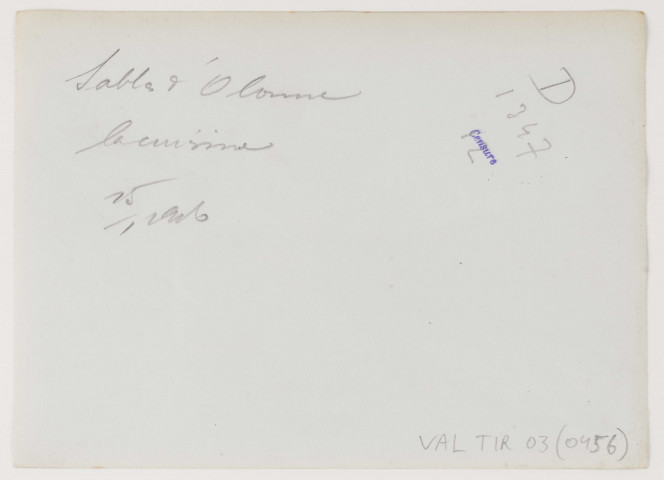 Sables d'Olonne
la cuisine
D
1347
Censure
VAL TIR 03 (0456)